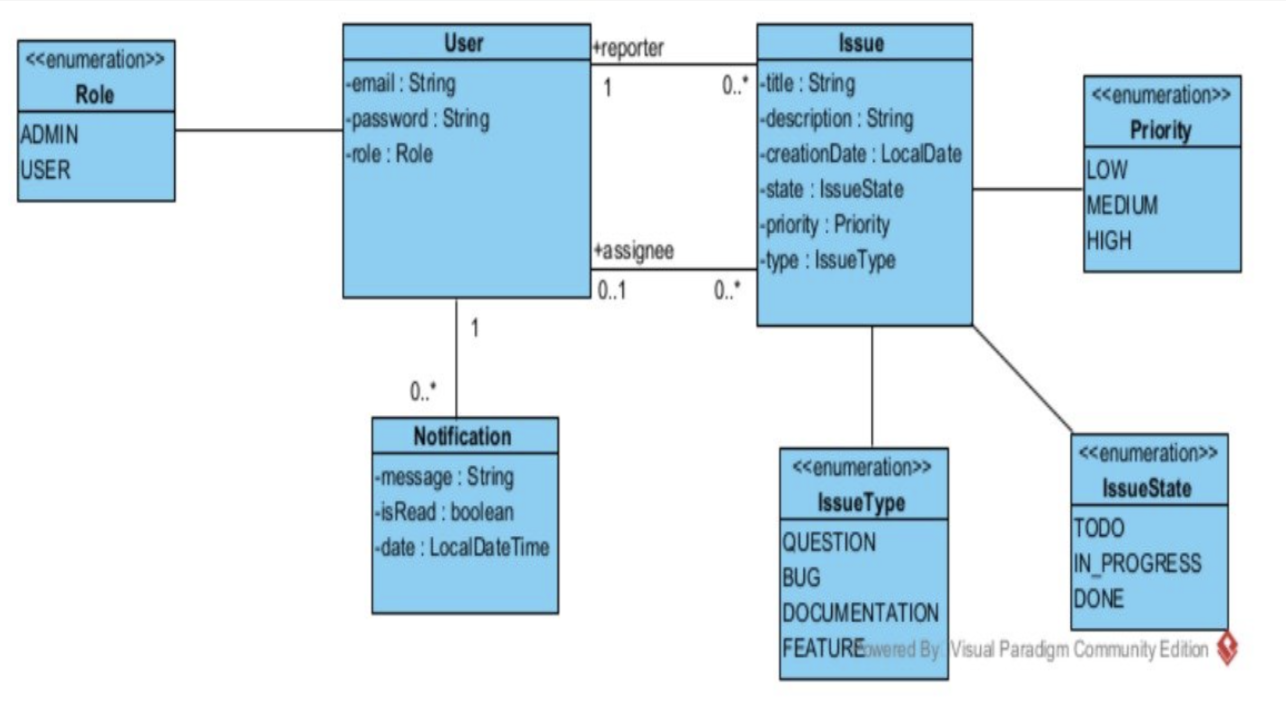 <<enumeration>>
Role
ADMIN
USER
User
-email : String
-password : String
-role : Role
+reporter
1
0..*
+assignee
0..1
0..*
Issue
-title : String
-description : String
-creationDate : LocalDate
-state : IssueState
-priority : Priority
-type : IssueType
<<enumeration>>
Priority
LOW
MEDIUM
HIGH
1
0..*
Notification
-message : String
-isRead : boolean
-date : LocalDateTime
<<enumeration>>
IssueType
QUESTION
BUG
DOCUMENTATION
FEATURE
<<enumeration>>
IssueState
TODO
IN_PROGRESS
DONE
Powered By Visual Paradigm Community Edition